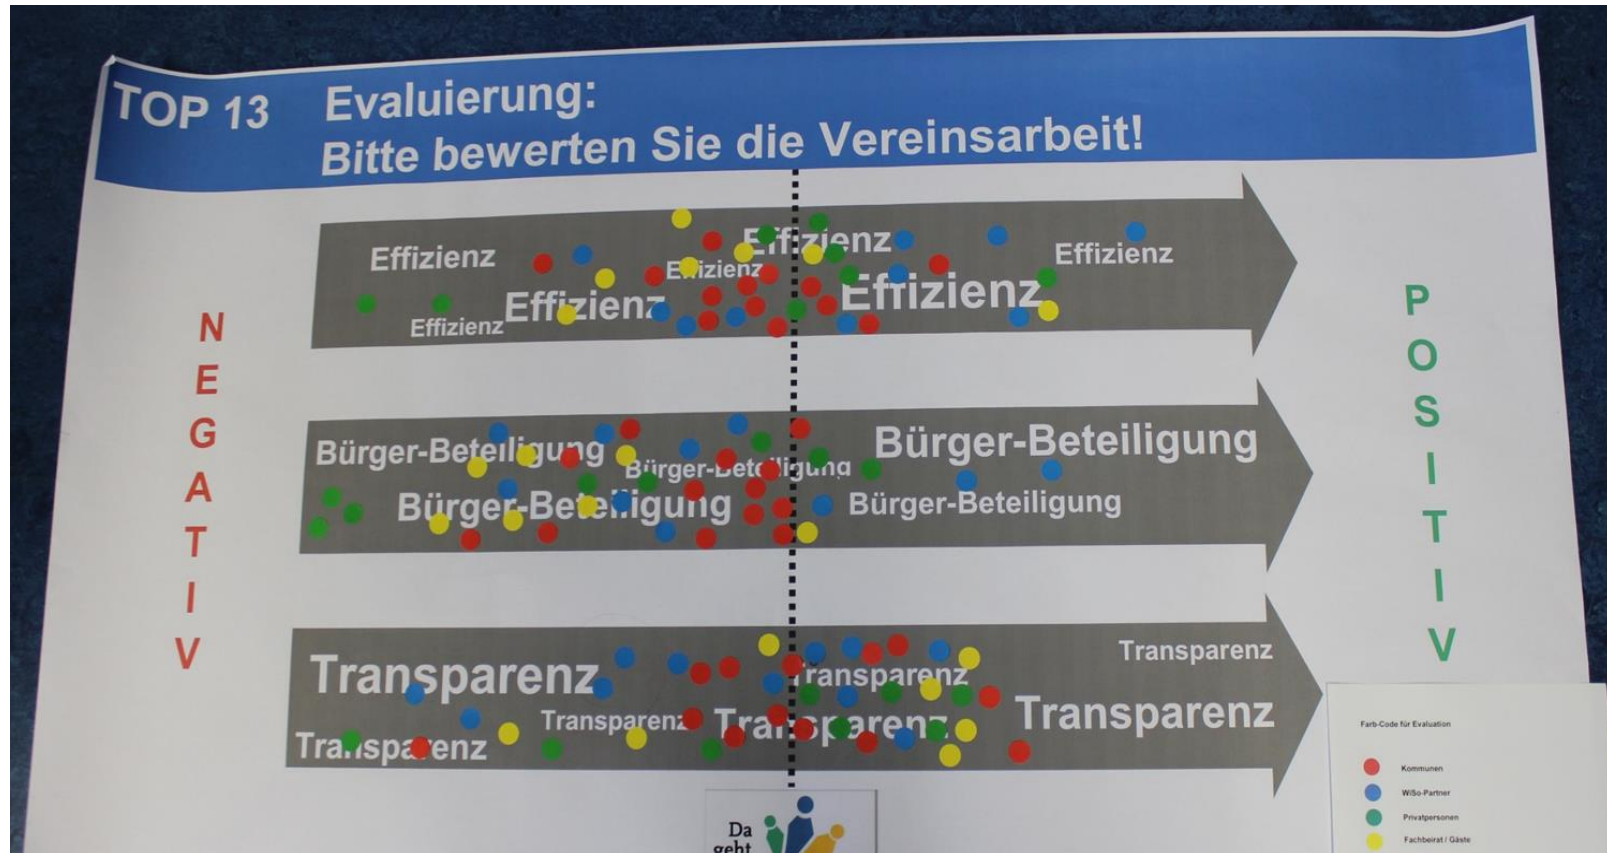 TOP 13 Evaluierung:
Bitte bewerten Sie die Vereinsarbeit!
NEGATIV
Effizienz
Effizienz
Effizienz
Effizienz
Effizienz
Effizienz
Effizienz
Bürger-Beteiligung
Bürger-Beteiligung
Bürger-Beteiligung
Bürger-Beteiligung
Bürger-Beteiligung
Transparenz
Transparenz
Transparenz
Transparenz
Transparenz
Transparenz
Transparenz
POSITIV
Farb-Code für Evaluation
Kommunen
WiSo-Partner
Privatpersonen
Fachbeirat / Gäste
Da
geht